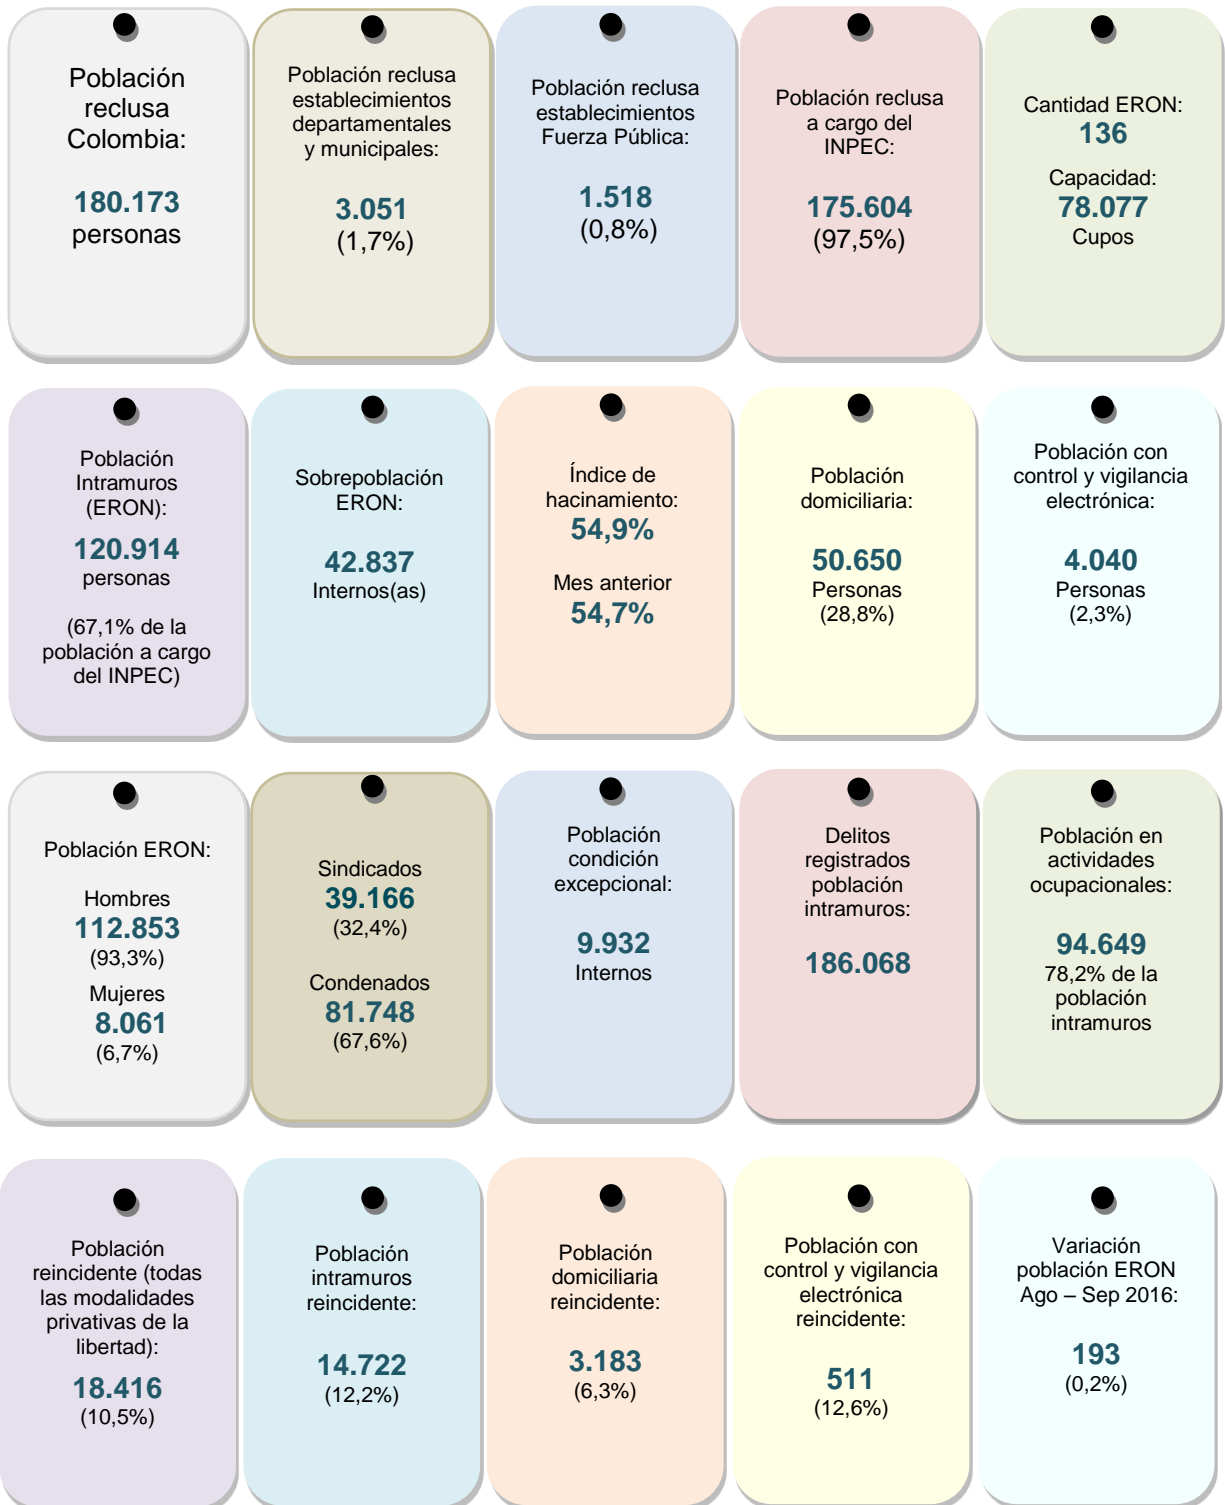 Población
reclusa
Colombia:
180.173
personas
Población reclusa
establecimientos
departamentales
y municipales:
3.051
(1,7%)
Población reclusa
establecimientos
Fuerza Pública:
1.518
(0,8%)
Población reclusa
a cargo del
INPEC:
175.604
(97,5%)
Cantidad ERON:
136
Capacidad:
78.077
Cupos
Población
Intramuros
(ERON):
120.914
personas
(67,1% de la
población a cargo
del INPEC)
Sobrepoblación
ERON:
42.837
Internos(as)
Índice de
hacinamiento:
54,9%
Mes anterior
54,7%
Población
domiciliaria:
50.650
Personas
(28,8%)
Población con
control y vigilancia
electrónica:
4.040
Personas
(2,3%)
Población ERON:
Hombres
112.853
(93,3%)
Mujeres
8.061
(6,7%)
Sindicados
39.166
(32,4%)
Condenados
81.748
(67,6%)
Población
condición
excepcional:
9.932
Internos
Delitos
registrados
población
intramuros:
186.068
Población en
actividades
ocupacionales:
94.649
78,2% de la
población
intramuros
Población
reincidente (todas
las modalidades
privativas de la
libertad):
18.416
(10,5%)
Población
intramuros
reincidente:
14.722
(12,2%)
Población
domiciliaria
reincidente:
3.183
(6,3%)
Población con
control y vigilancia
electrónica
reincidente:
511
(12,6%)
Variación
población ERON
Ago – Sep 2016:
193
(0,2%)